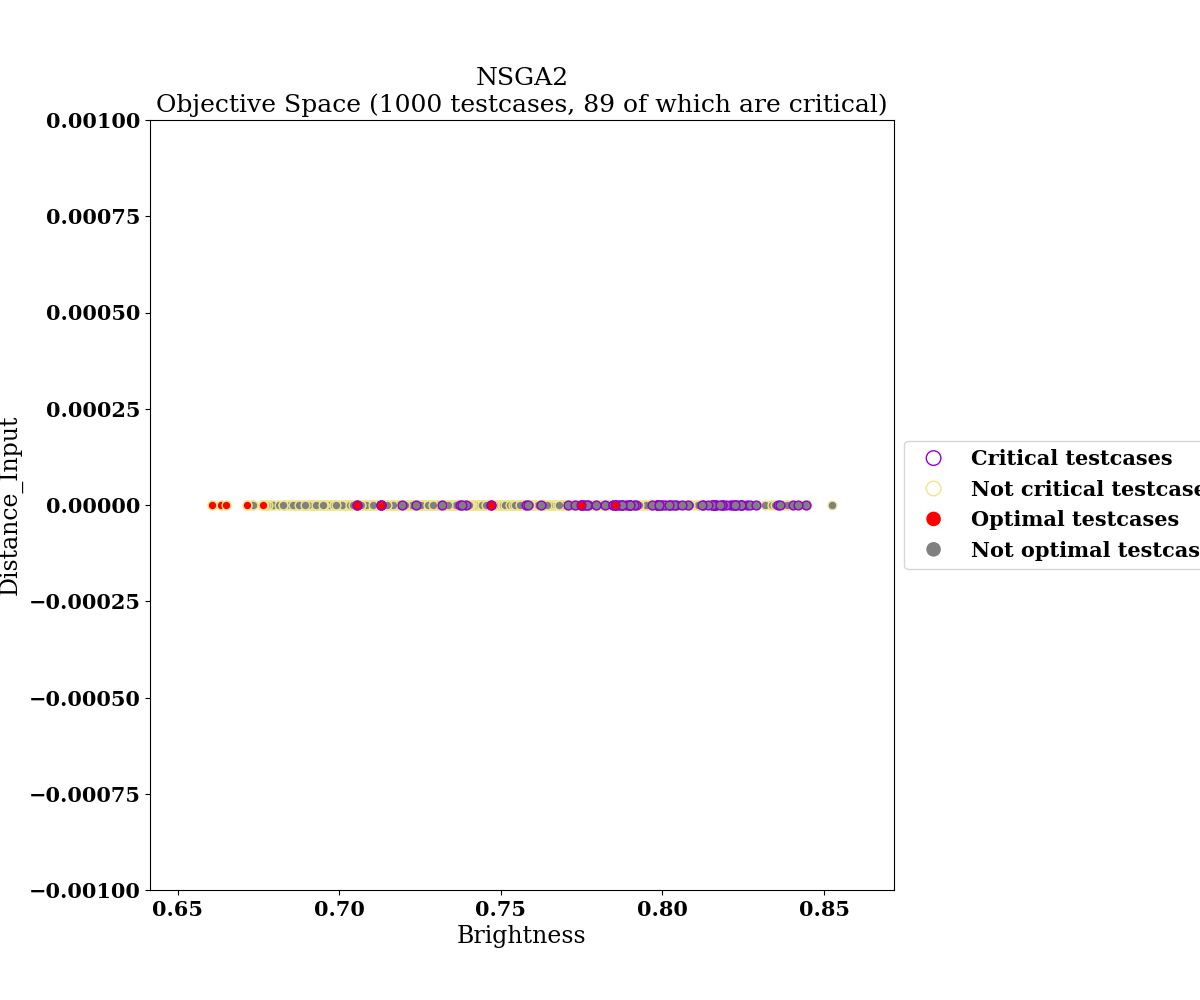 NSGA2
Objective Space (1000 testcases, 89 of which are critical)
0.00100
0.00075
0.00050
0.00025
0.00000
−0.00025
−0.00050
−0.00075
−0.00100
Distance_Input
0.65 0.70 0.75 0.80 0.85
Brightness
Critical testcases
Not critical testcase
Optimal testcases
Not optimal testcas